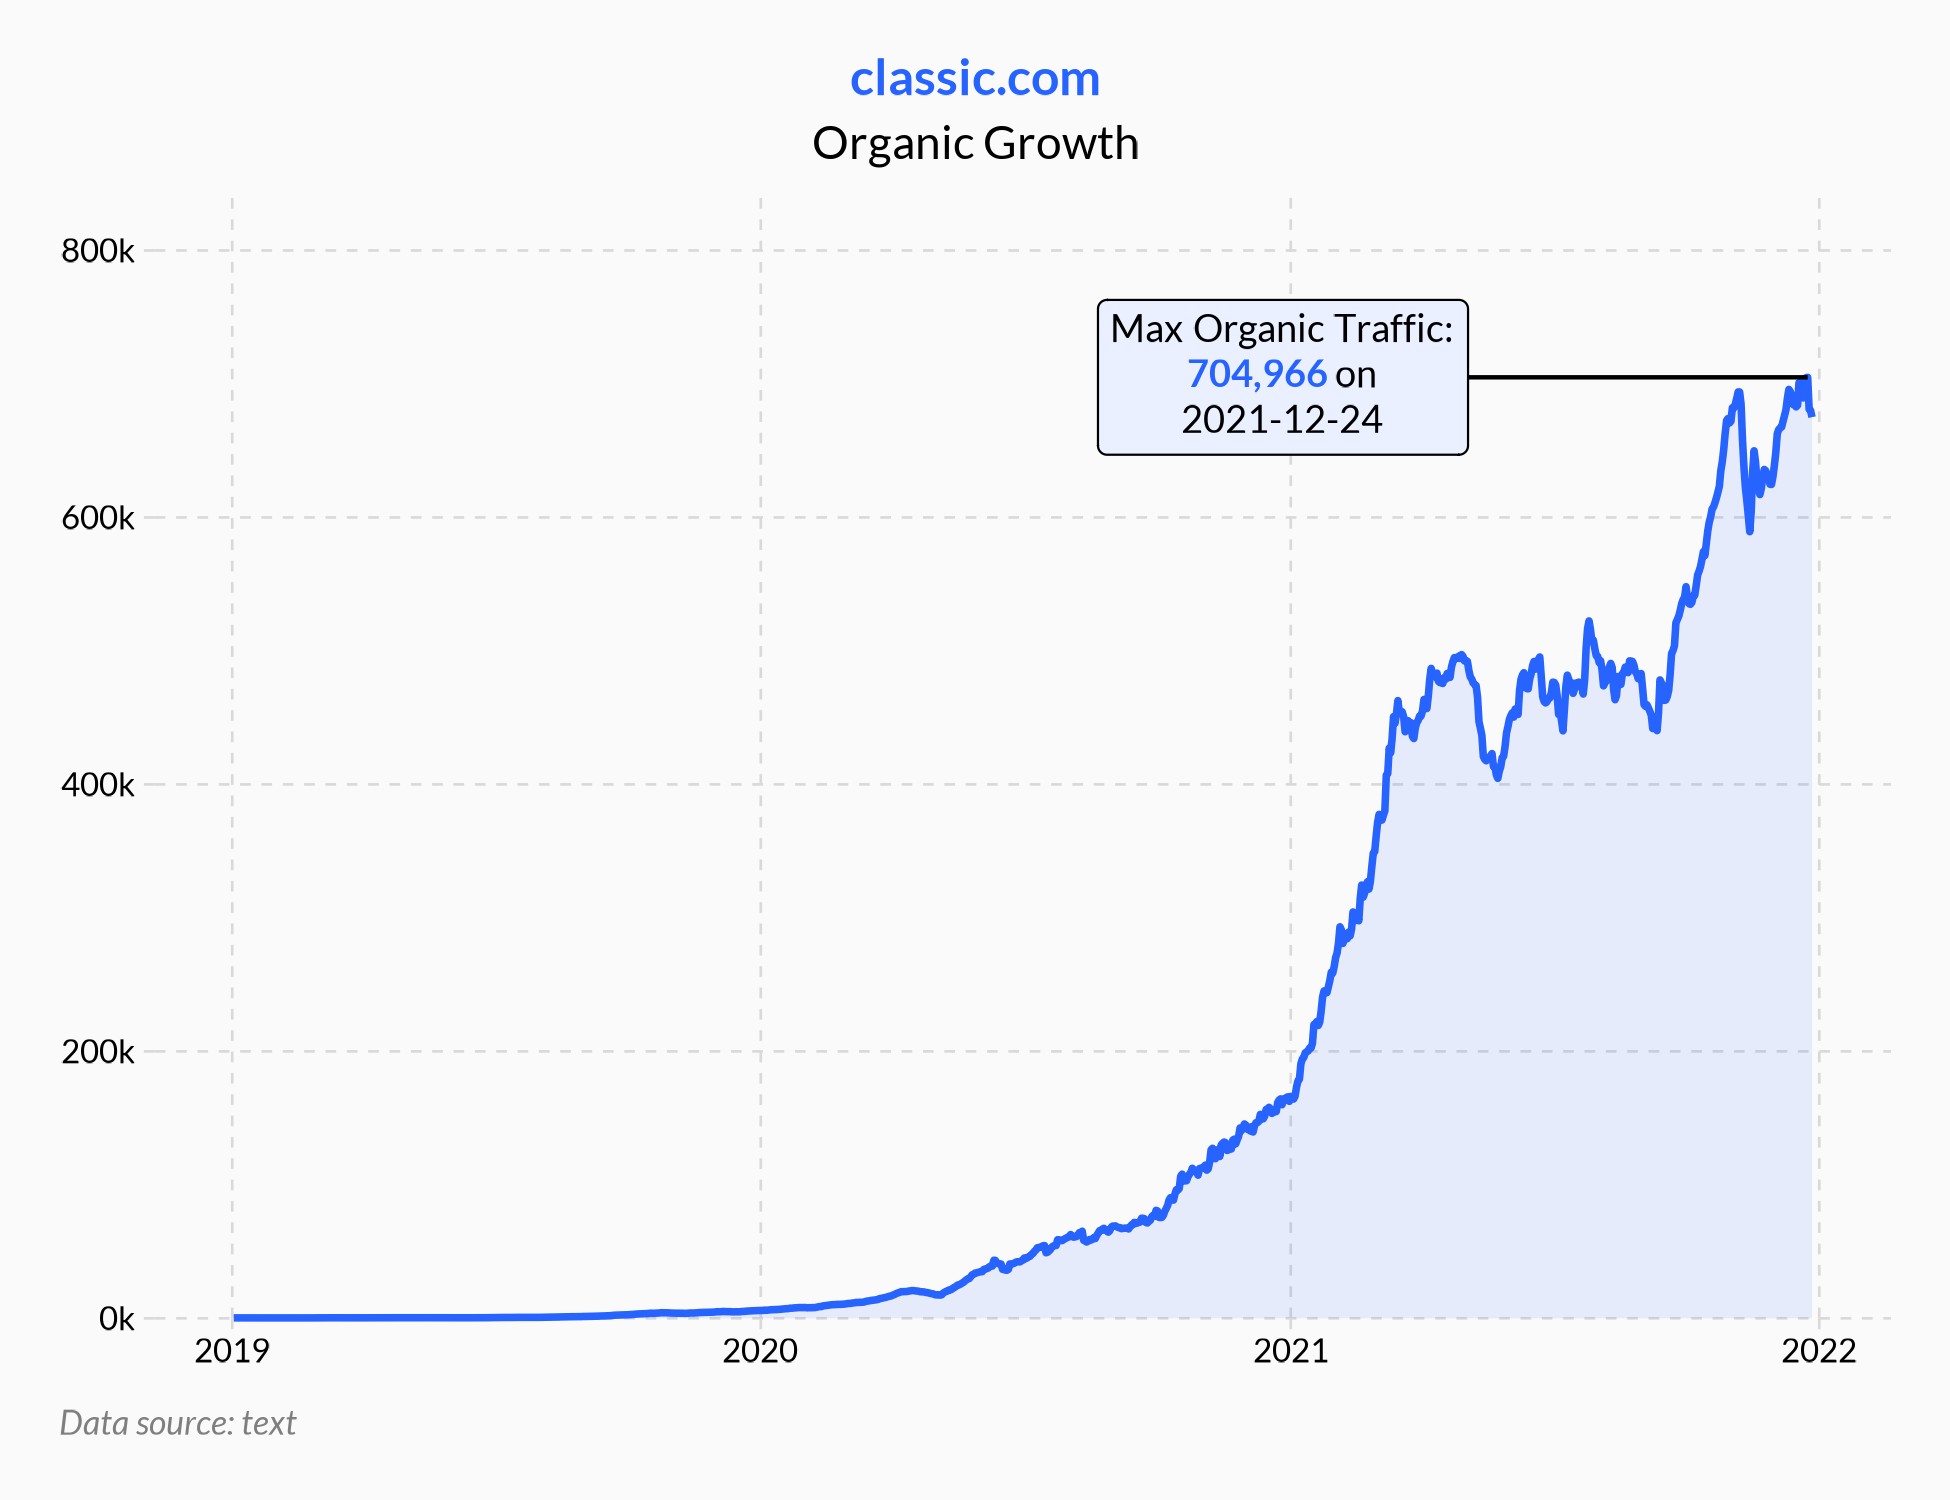 classic.com
Organic Growth
800k
Max Organic Traffic:
704,966 on
2021-12-24
600k
400k
200k
0k
2019 2020 2021 2022
Data source: text